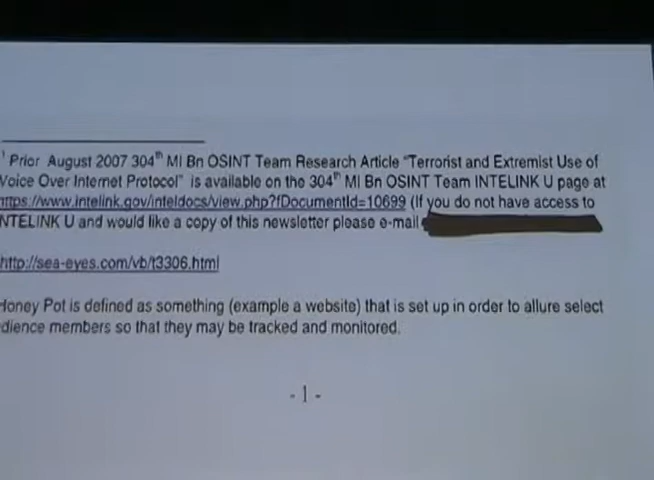 ¹ Prior August 2007 304th MI Bn OSINT Team Research Article "Terrorist and Extremist Use of
Voice Over Internet Protocol" is available on the 304th MI Bn OSINT Team INTELINK U page at
https://www.intelink.gov/inteldocs/view.php?fDocumentId=10699 (If you do not have access to
INTELINK U and would like a copy of this newsletter please e-mail
http://sea-eyes.com/vb/t3306.html
Honey Pot is defined as something (example a website) that is set up in order to allure select
dience members so that they may be tracked and monitored.
- 1 -